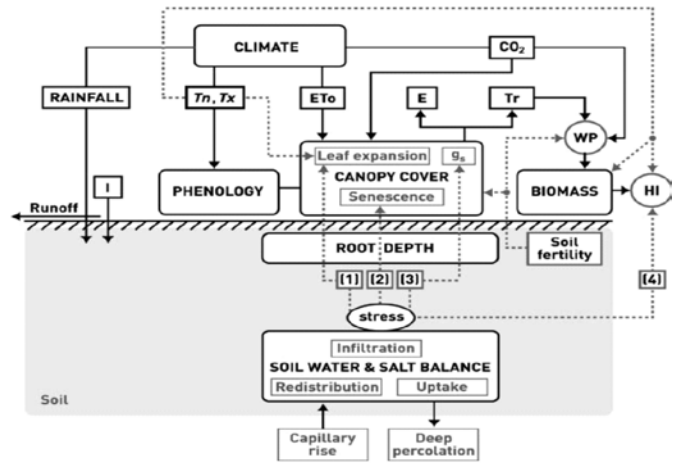 CLIMATE
CO₂
RAINFALL
Tn, Tx
ETo
E
Tr
WP
Leaf expansion
gs
CANOPY COVER
Senescence
I
PHENOLOGY
BIOMASS
HI
Runoff
ROOT DEPTH
Soil
fertility
(1)
(2)
(3)
(4)
stress
Infiltration
SOIL WATER & SALT BALANCE
Redistribution
Uptake
Soil
Capillary
rise
Deep
percolation